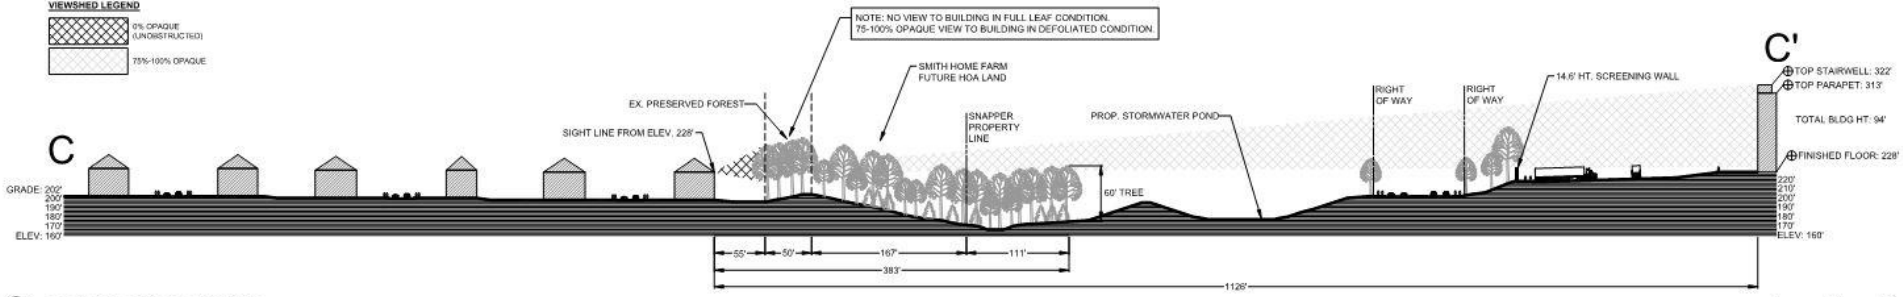 VIEWSHED LEGEND
0% OPAQUE
(UNOBSTRUCTED)
75%-100% OPAQUE
NOTE: NO VIEW TO BUILDING IN FULL LEAF CONDITION.
75-100% OPAQUE VIEW TO BUILDING IN DEFOLIATED CONDITION.
C
C'
SMITH HOME FARM
FUTURE HOA LAND
EX. PRESERVED FOREST
SIGHT LINE FROM ELEV. 228'
SNAPPER
PROPERTY
LINE
PROP. STORMWATER POND
60' TREE
RIGHT
OF WAY
RIGHT
OF WAY
14.6' HT. SCREENING WALL
TOP STAIRWELL: 322'
TOP PARAPET: 313'
TOTAL BLDG HT: 94'
FINISHED FLOOR: 228'
GRADE: 202'
200'
190'
180'
170'
ELEV: 160'
220'
210'
200'
190'
180'
170'
ELEV: 160'
55'
50'
167'
111'
383'
1126'